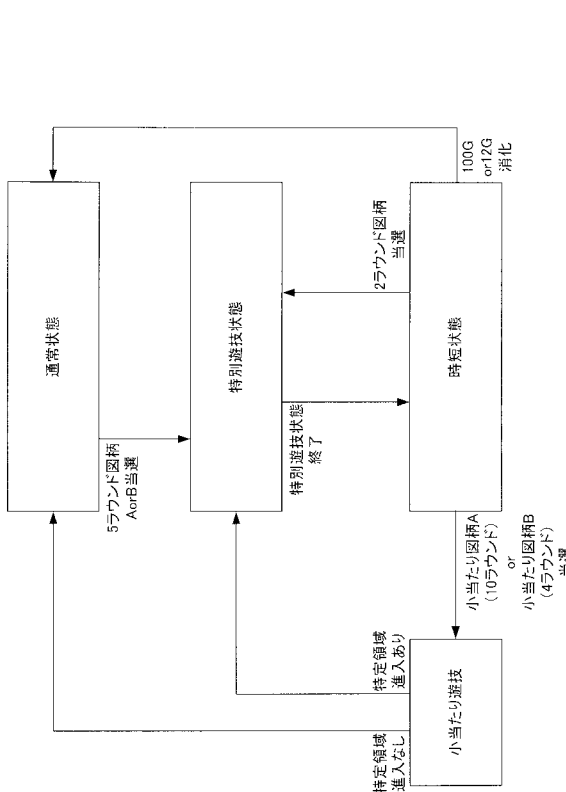 通常状態
5ラウンド図柄
AorB当選
特別遊技状態
2ラウンド図柄
当選
特別遊技状態
終了
時短状態
100G
or12G
消化
小当たり図柄A
(10ラウンド)
or
小当たり図柄B
(4ラウンド)
当選
小当たり遊技
特定領域
進入あり
特定領域
進入なし